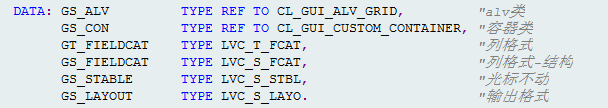 DATA: GS_ALV TYPE REF TO CL_GUI_ALV_GRID, "alv类
GS_CON TYPE REF TO CL_GUI_CUSTOM_CONTAINER, "容器类
GT_FIELDCAT TYPE LVC_T_FCAT, "列格式
GS_FIELDCAT TYPE LVC_S_FCAT, "列格式-结构
GS_STABLE TYPE LVC_S_STBL, "光标不动
GS_LAYOUT TYPE LVC_S_LAYO. "输出格式